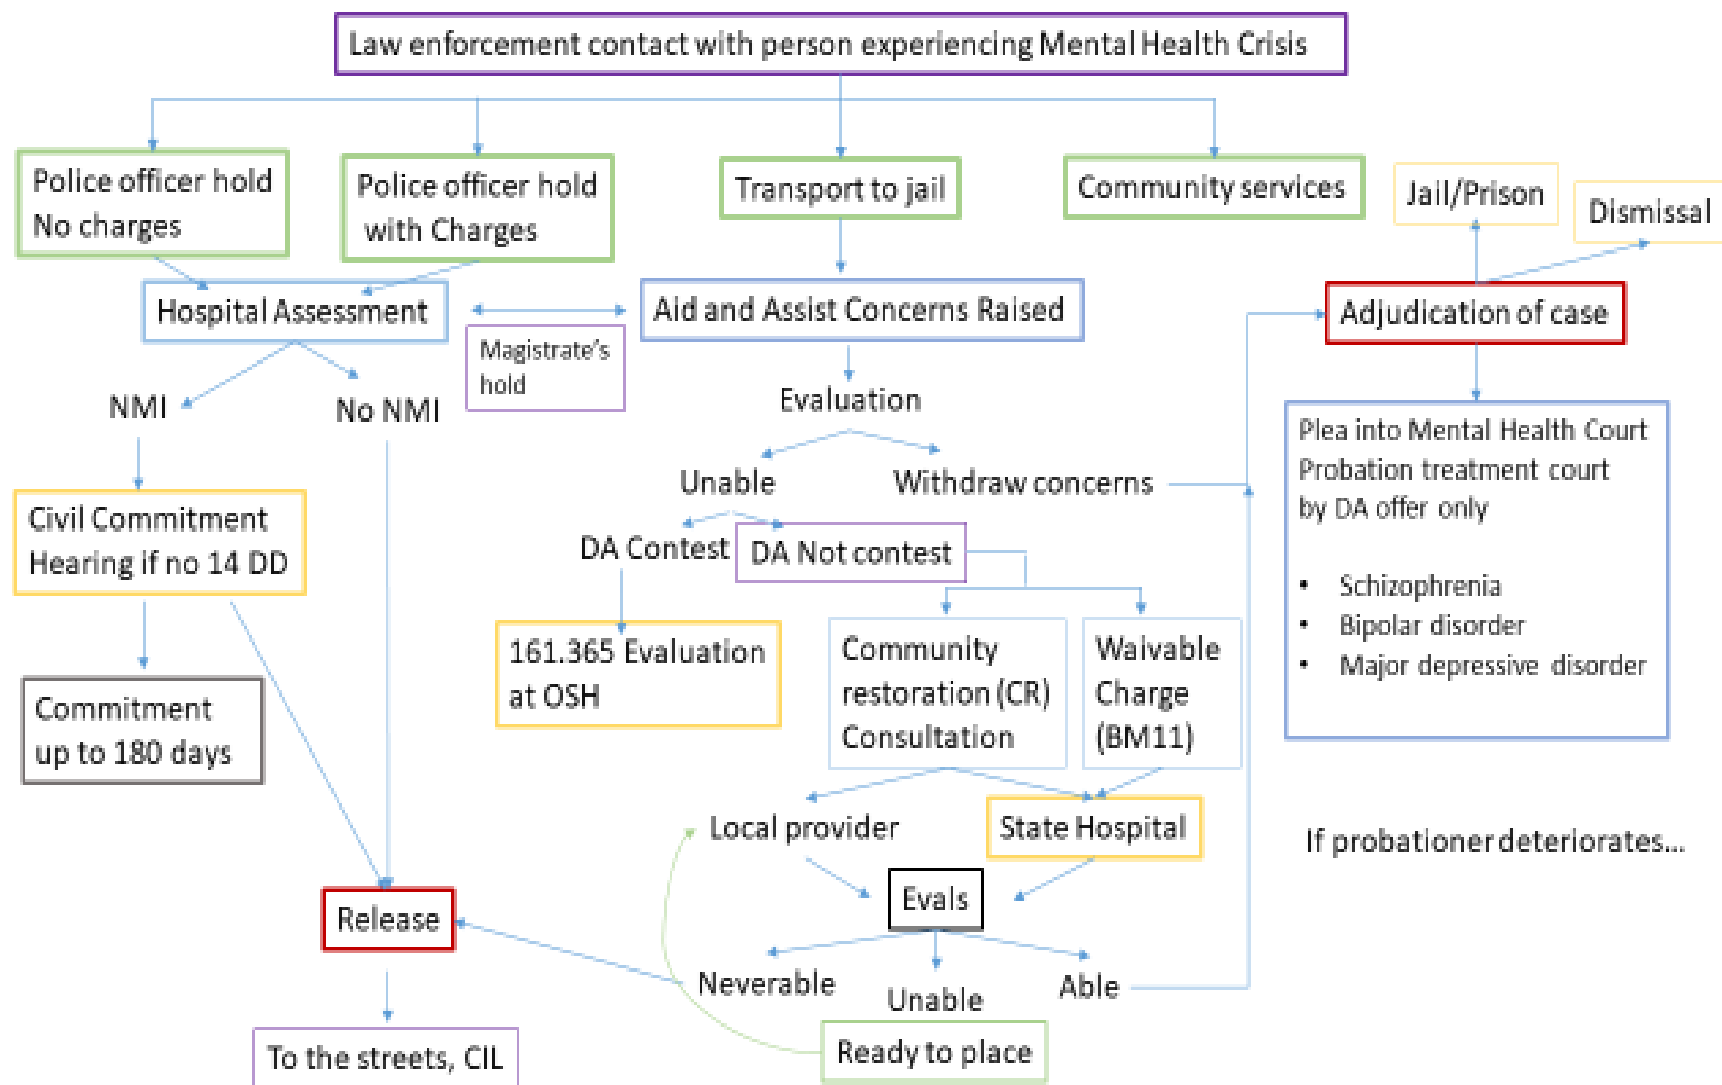 Law enforcement contact with person experiencing Mental Health Crisis
Police officer hold
No charges
Police officer hold
with Charges
Transport to jail
Community services
Jail/Prison
Dismissal
Hospital Assessment
Magistrate's
hold
Aid and Assist Concerns Raised
Adjudication of case
NMI
No NMI
Evaluation
Unable
Withdraw concerns
Plea into Mental Health Court
Probation treatment court
by DA offer only
• Schizophrenia
• Bipolar disorder
• Major depressive disorder
Civil Commitment
Hearing if no 14 DD
DA Contest
DA Not contest
Commitment
up to 180 days
161.365 Evaluation
at OSH
Community
restoration (CR)
Consultation
Waivable
Charge
(BM11)
Local provider
State Hospital
If probationer deteriorates...
Release
Evals
Neverable
Unable
Able
To the streets, CIL
Ready to place